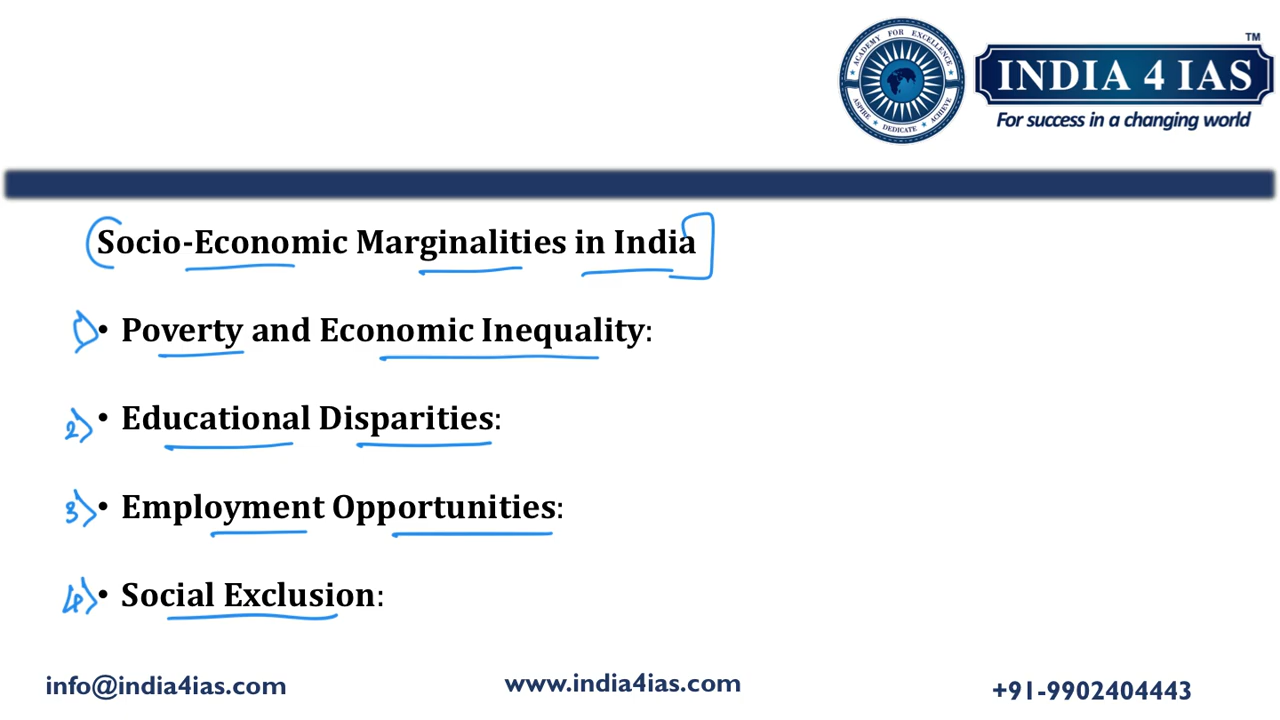 ACADEMY FOR EXCELLENCE
ASPIRE ★ DEDICATE ★ ACHIEVE
INDIA 4 IAS TM
For success in a changing world
Socio-Economic Marginalities in India
1) • Poverty and Economic Inequality:
2) • Educational Disparities:
3) • Employment Opportunities:
4) • Social Exclusion:
info@india4ias.com
www.india4ias.com
+91-9902404443